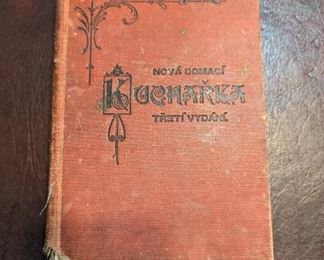 NOVÁ DOMACÍ
KUCHAŘKA
TŘETÍ VYDÁNÍ.